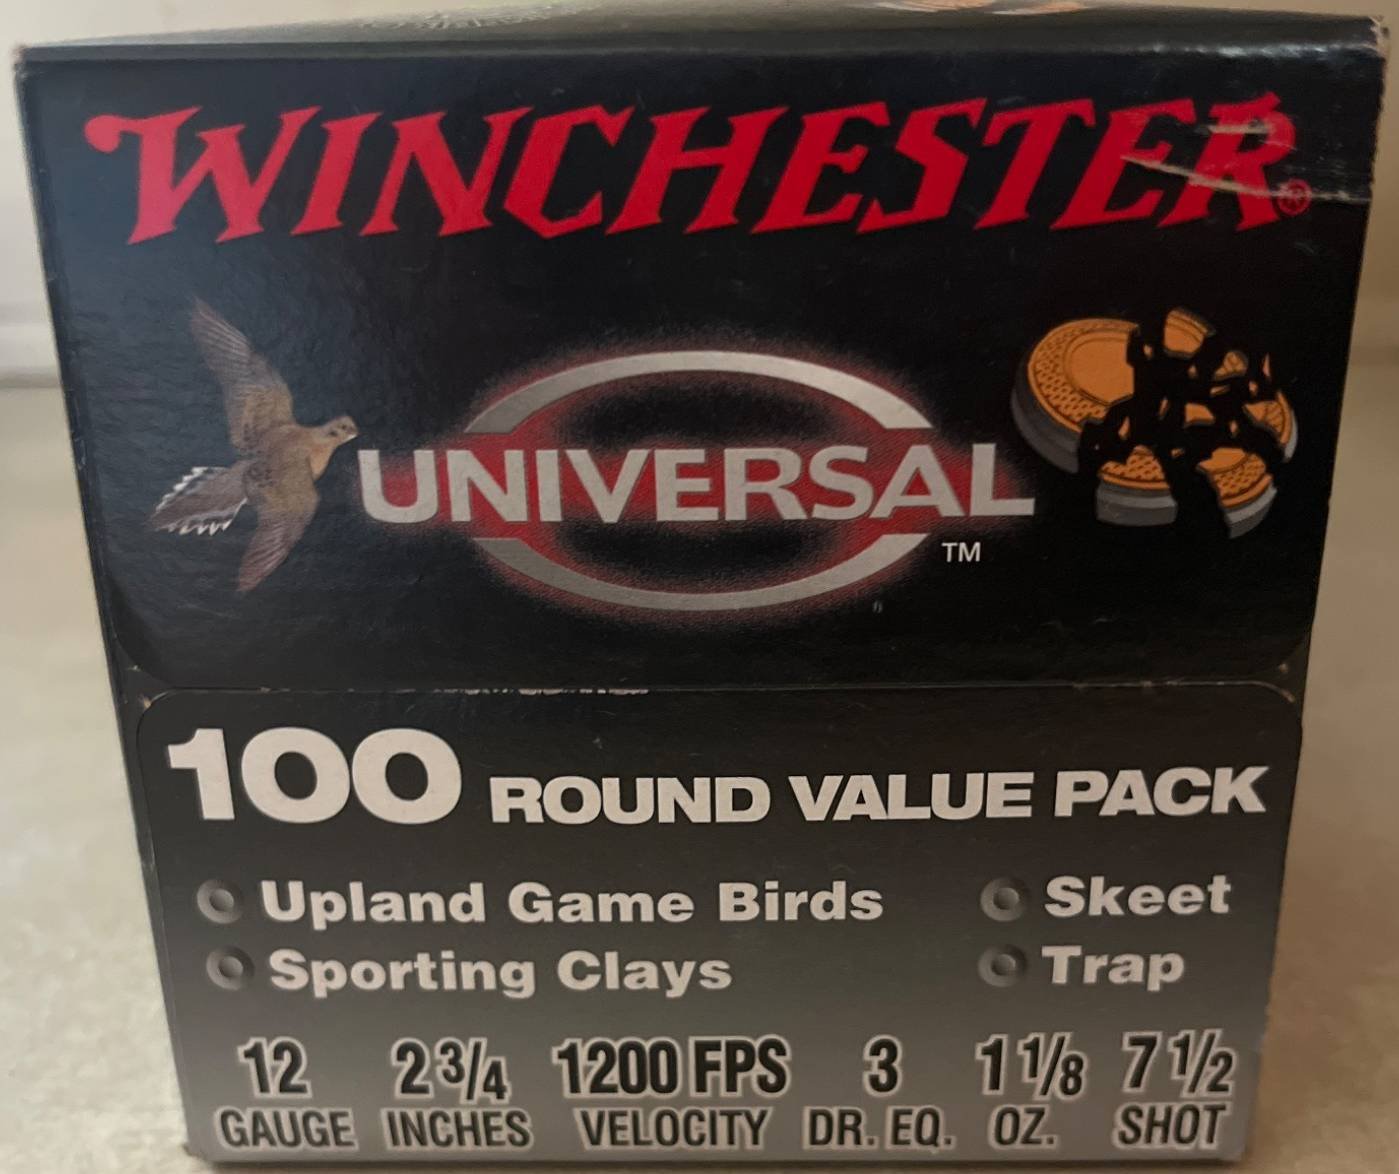 WINCHESTER®
UNIVERSAL
TM
100 ROUND VALUE PACK
Upland Game Birds Skeet
Sporting Clays Trap
12 2 3/4 1200 FPS 3 1 1/8 7 1/2
GAUGE INCHES VELOCITY DR. EQ. OZ. SHOT